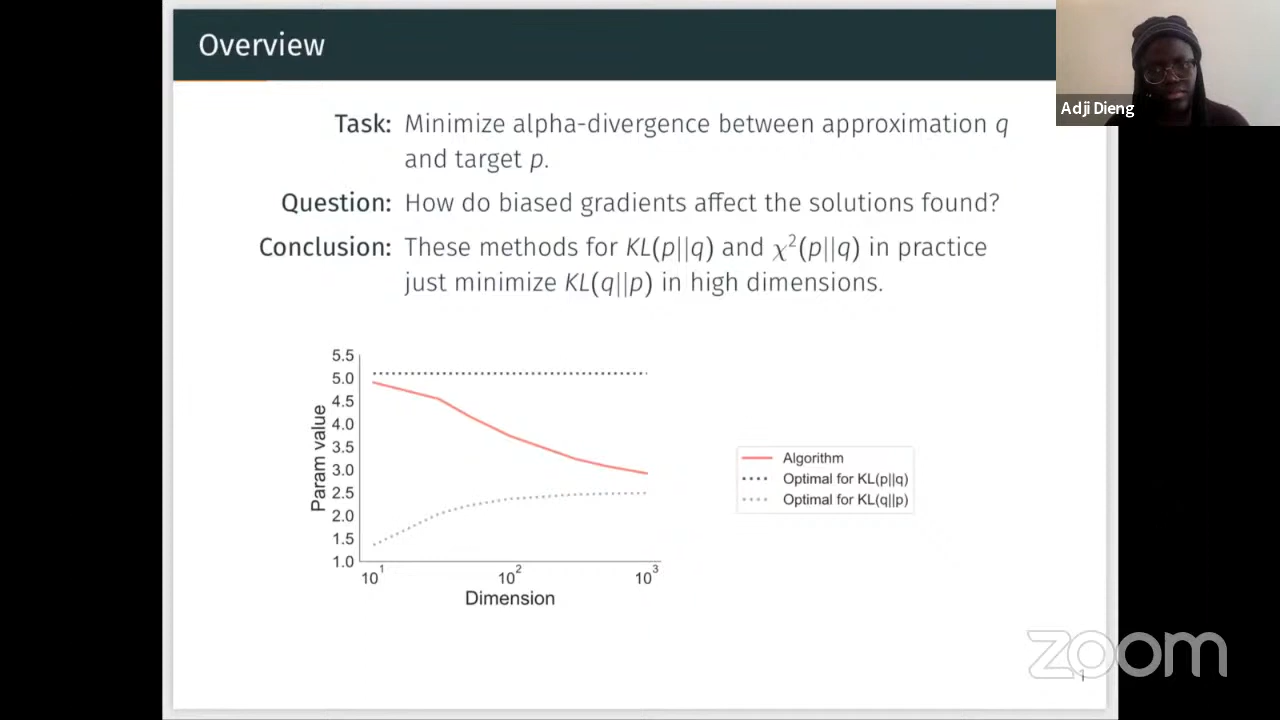 Overview
Adji Dieng
Task: Minimize alpha-divergence between approximation q
and target p.
Question: How do biased gradients affect the solutions found?
Conclusion: These methods for KL(p||q) and χ²(p||q) in practice
just minimize KL(q||p) in high dimensions.
5.5
5.0
4.5
4.0
3.5
3.0
2.5
2.0
1.5
1.0
Param value
10¹ 10² 10³
Dimension
Algorithm
Optimal for KL(p||q)
Optimal for KL(q||p)
zoom
1